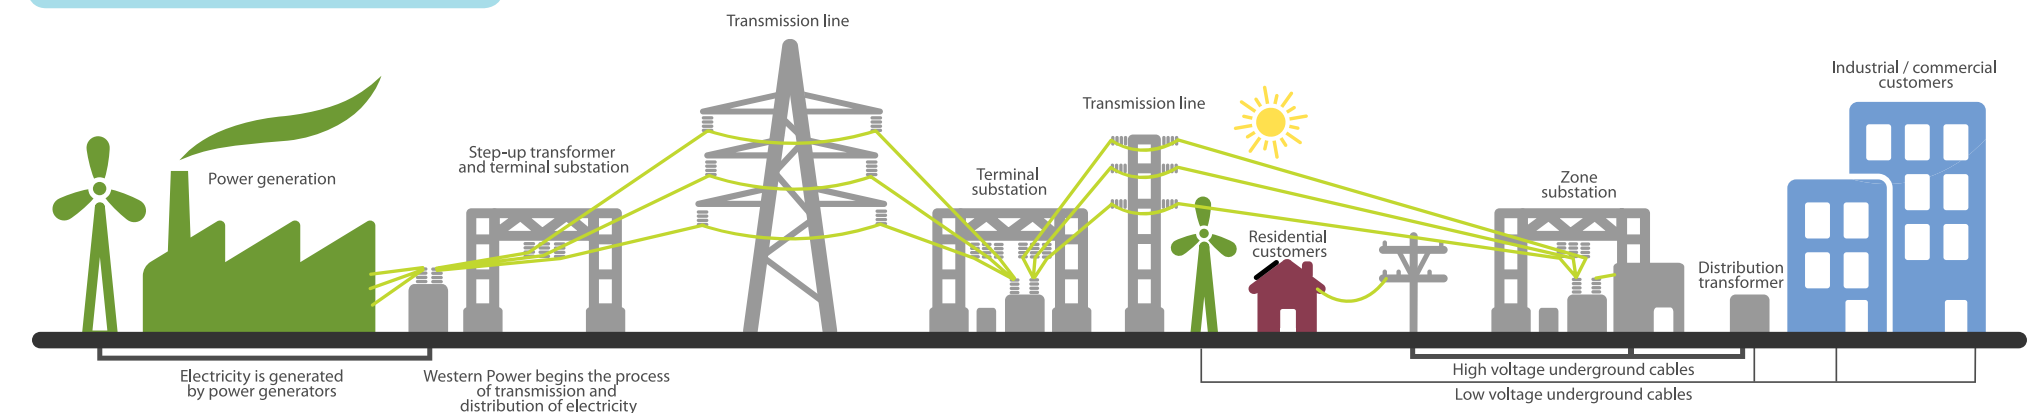 Transmission line
Industrial / commercial
customers
Transmission line
Step-up transformer
and terminal substation
Power generation
Terminal
substation
Zone
substation
Residential
customers
Distribution
transformer
Electricity is generated
by power generators
Western Power begins the process
of tansmission and
distribution of electricity
High voltage underground cables
Low voltage underground cables